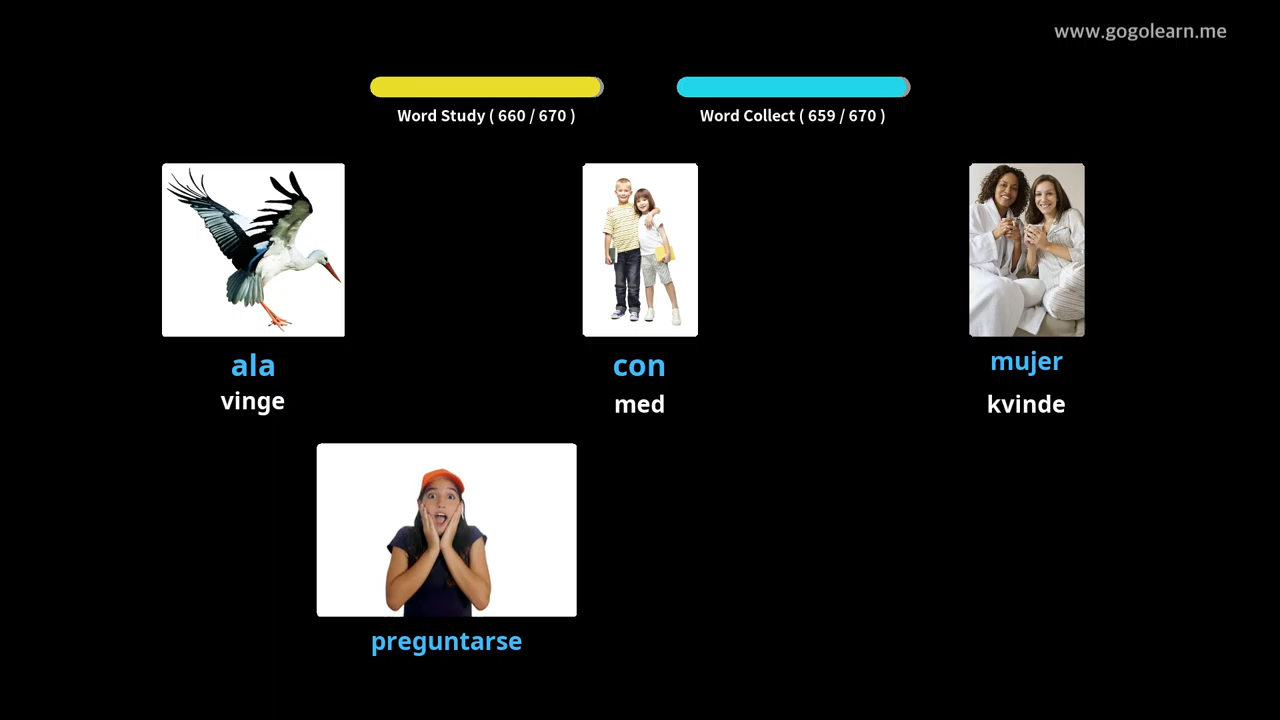 www.gogolearn.me
Word Study ( 660 / 670 )
Word Collect ( 659 / 670 )
ala
con
mujer
vinge
med
kvinde
preguntarse